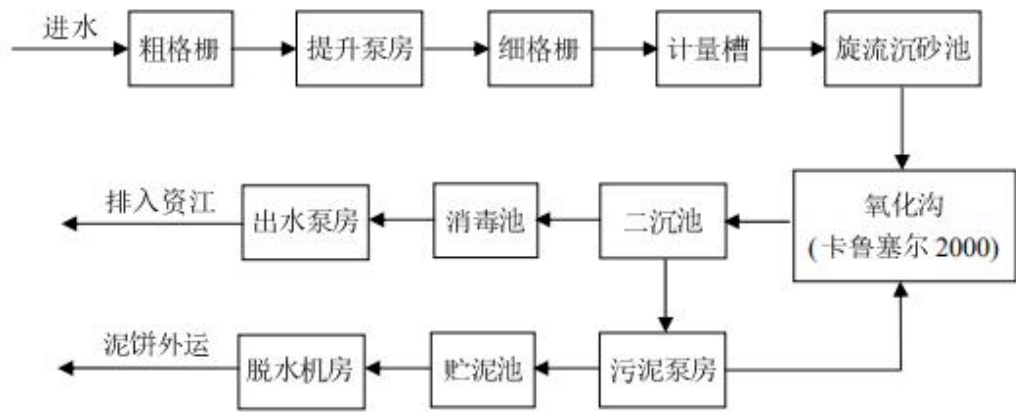 进水
粗格栅
提升泵房
细格栅
计量槽
旋流沉砂池
排入资江
出水泵房
消毒池
二沉池
氧化沟
(卡鲁塞尔 2000)
泥饼外运
脱水机房
贮泥池
污泥泵房